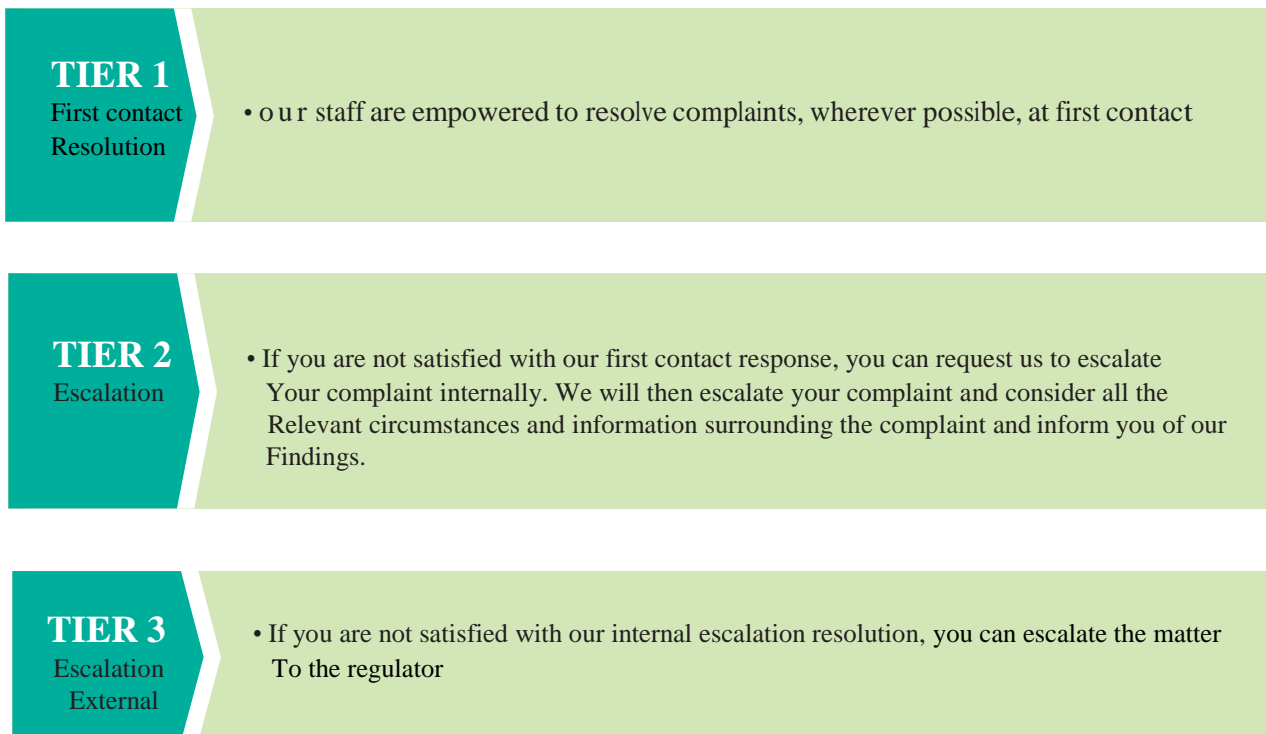 TIER 1
First contact
Resolution
• our staff are empowered to resolve complaints, wherever possible, at first contact
TIER 2
Escalation
• If you are not satisfied with our first contact response, you can request us to escalate
Your complaint internally. We will then escalate your complaint and consider all the
Relevant circumstances and information surrounding the complaint and inform you of our
Findings.
TIER 3
Escalation
External
• If you are not satisfied with our internal escalation resolution, you can escalate the matter
To the regulator